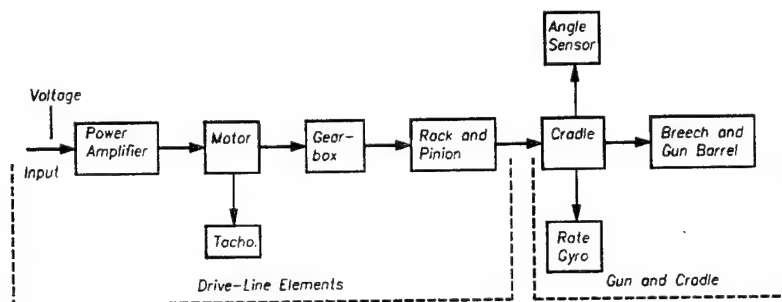 Angle
Sensor
Voltage
Power
Amplifier
Motor
Gear-
box
Rack and
Pinion
Cradle
Breech and
Gun Barrel
Input
Tacho.
Rate
Gyro
Drive-Line Elements
Gun and Cradle